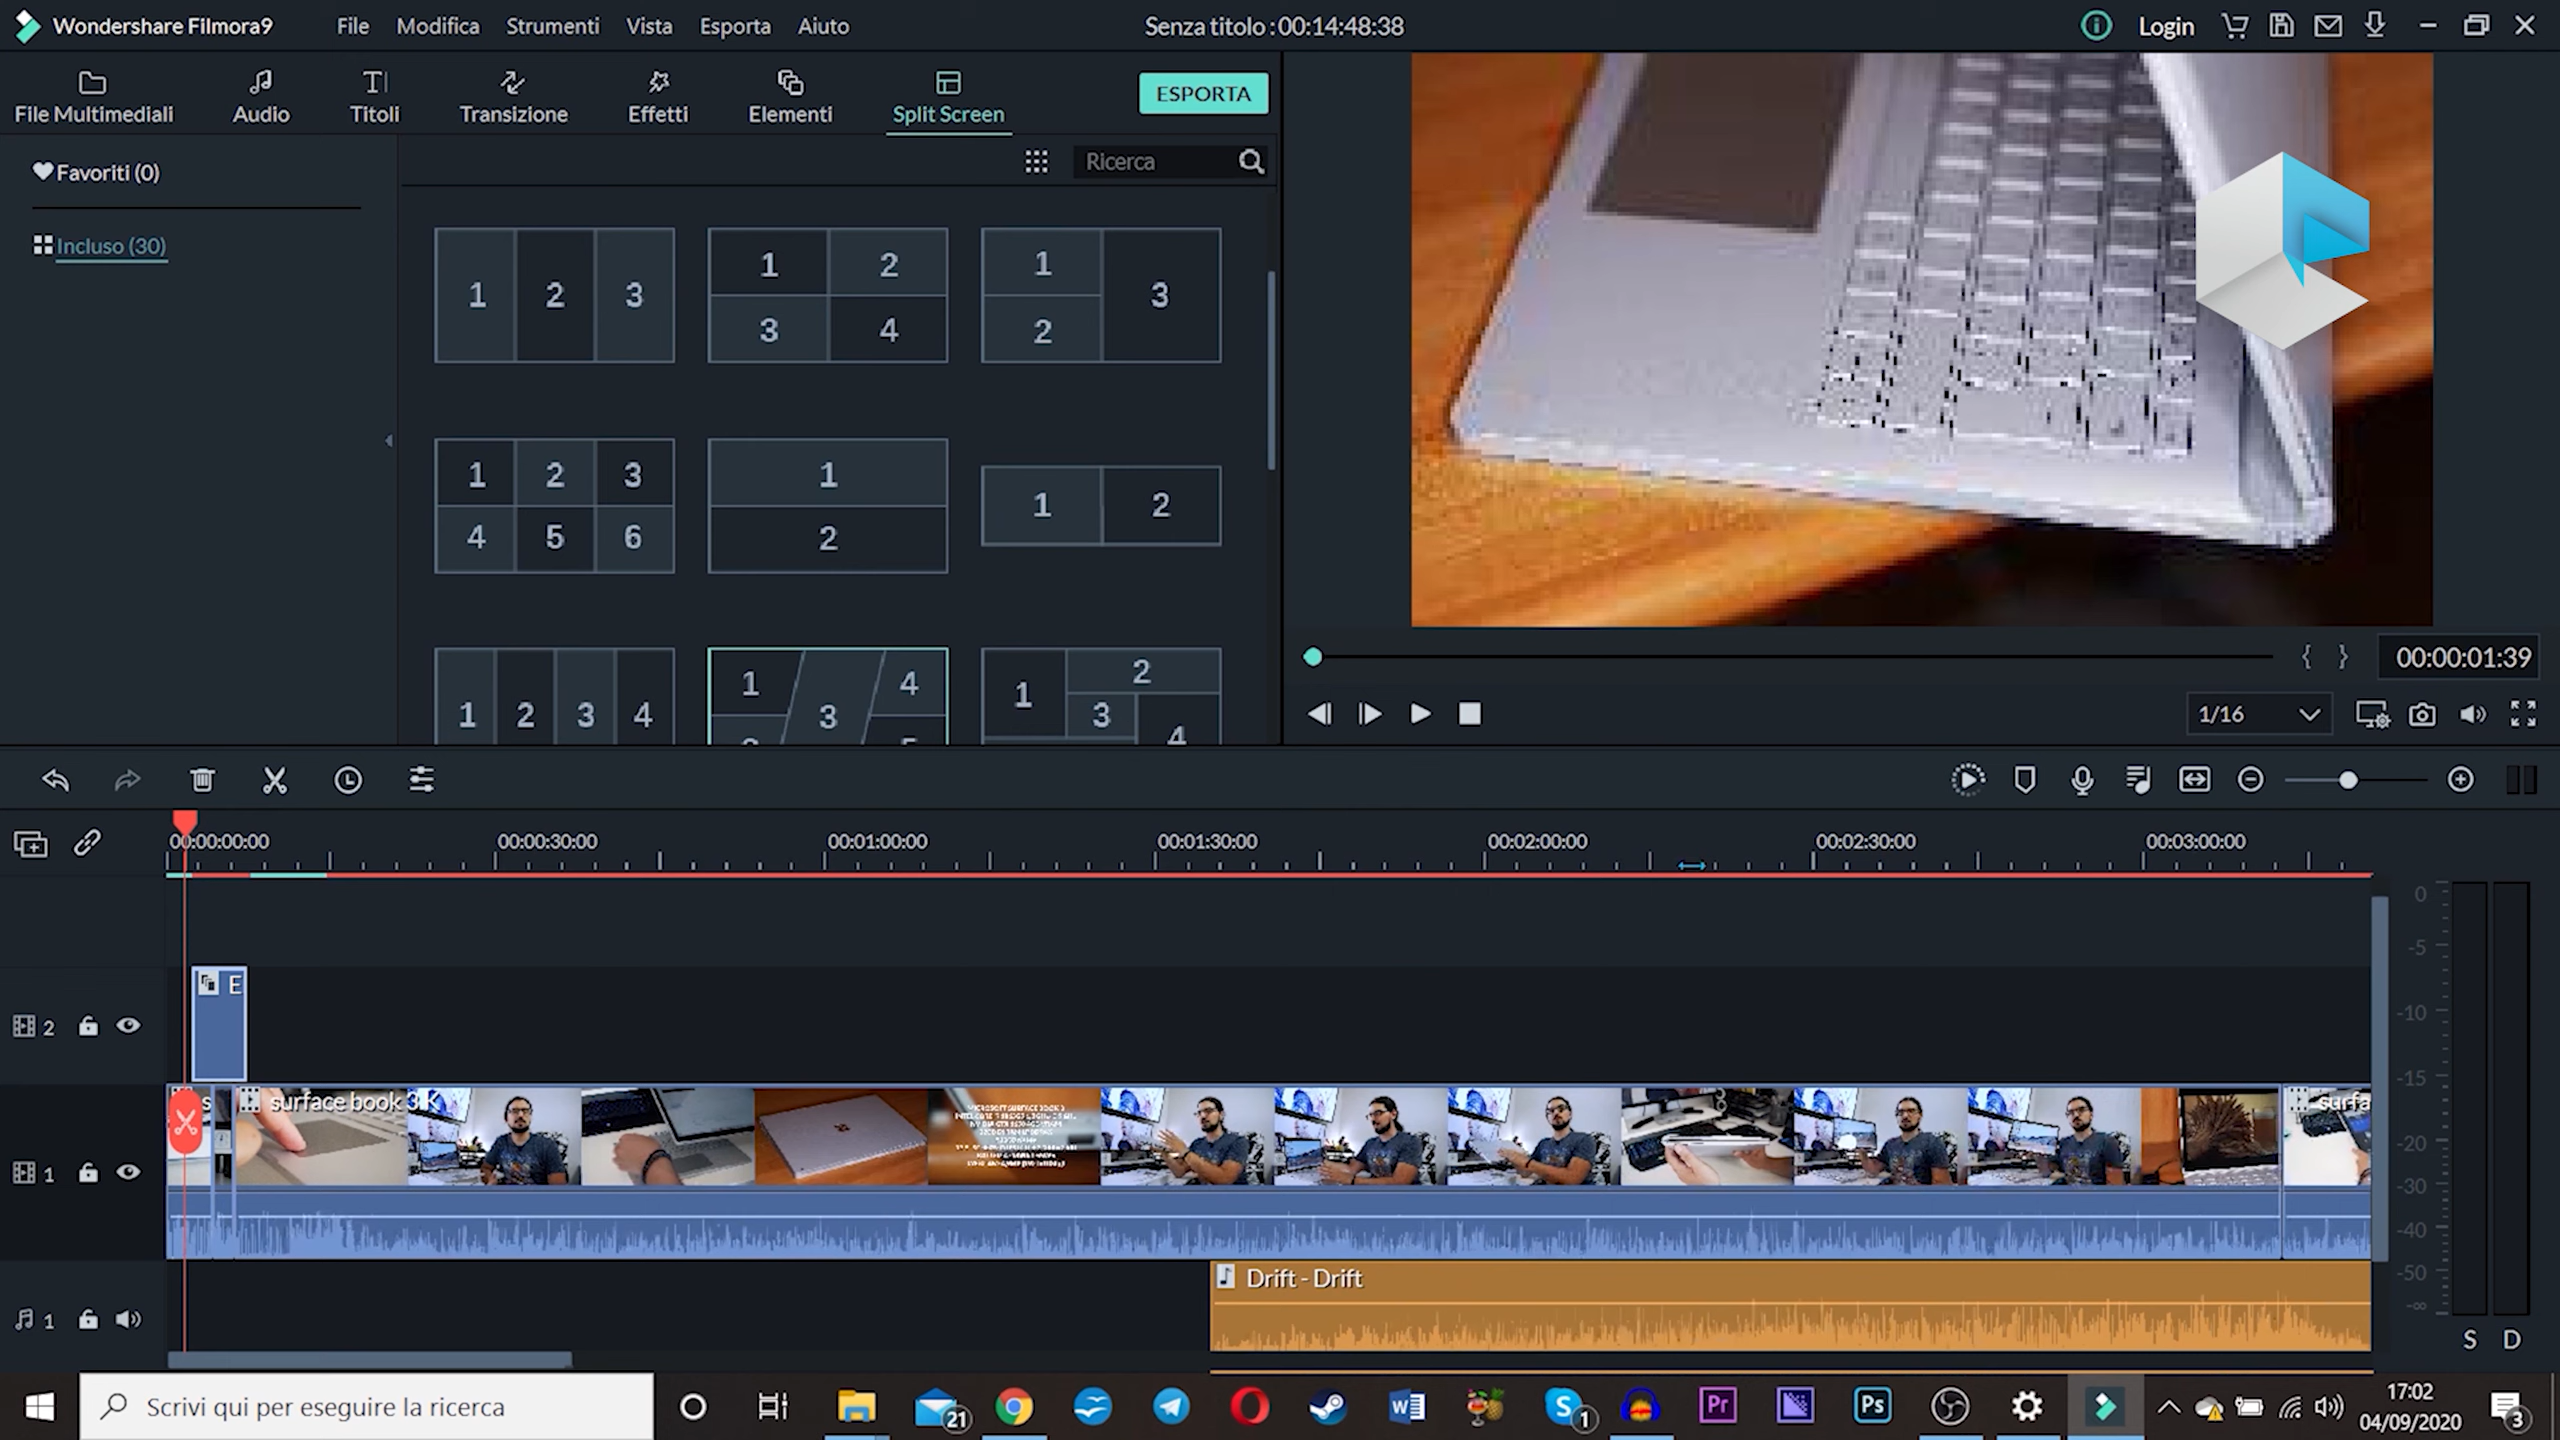 Wondershare Filmora9 File Modifica Strumenti Vista Esporta Aiuto Senza titolo : 00:14:48:38 Login
File Multimediali Audio Titoli Transizione Effetti Elementi Split Screen ESPORTA
Favoriti (0)
Incluso (30)
Ricerca
1 2 3
1 2
3 4
1
2
3
1 2 3
4 5 6
1
2
1 2
1 2 3 4
1 3 4
1 2
3
4
00:00:01:39
1/16
00:00:00:00 00:00:30:00 00:01:00:00 00:01:30:00 00:02:00:00 00:02:30:00 00:03:00:00
0
-5
-10
-15
-20
-30
-40
-50
-∞
S D
E
2
s
surface book 3 K
surfa
1
Drift - Drift
1
Scrivi qui per eseguire la ricerca
21
W
S
1
Pr
Ps
17:02
04/09/2020
3